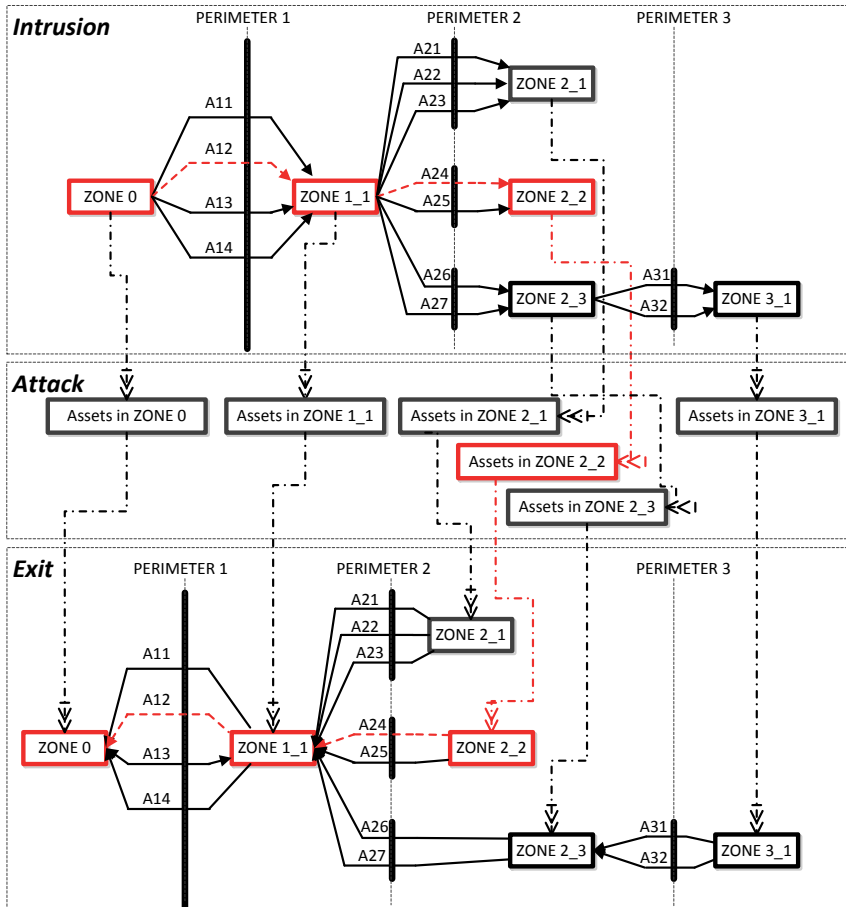 PERIMETER 1 PERIMETER 2 PERIMETER 3
Intrusion
A21
A22
A23
ZONE 2_1
A11
A12
A13
A14
ZONE 0
ZONE 1_1
A24
A25
ZONE 2_2
A26
A27
ZONE 2_3
A31
A32
ZONE 3_1
Attack
Assets in ZONE 0
Assets in ZONE 1_1
Assets in ZONE 2_1
Assets in ZONE 3_1
Assets in ZONE 2_2
Assets in ZONE 2_3
Exit
PERIMETER 1 PERIMETER 2 PERIMETER 3
A21
A22
A23
ZONE 2_1
A11
A12
A13
A14
ZONE 0
ZONE 1_1
A24
A25
ZONE 2_2
A26
A27
ZONE 2_3
A31
A32
ZONE 3_1